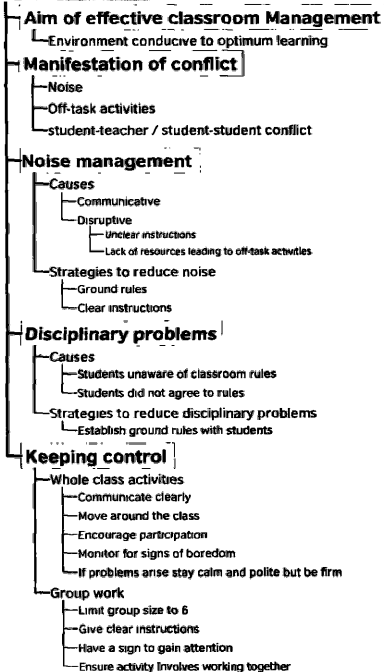 Aim of effective classroom Management
Environment conducive to optimum learning
Manifestation of conflict
Noise
Off-task activities
student-teacher / student-student conflict
Noise management
Causes
Communicative
Disruptive
Unclear instructions
Lack of resources leading to off-task activities
Strategies to reduce noise
Ground rules
Clear instructions
Disciplinary problems
Causes
Students unaware of classroom rules
Students did not agree to rules
Strategies to reduce disciplinary problems
Establish ground rules with students
Keeping control
Whole class activities
Communicate clearly
Move around the class
Encourage participation
Monitor for signs of boredom
If problems arise stay calm and polite but be firm
Group work
Limit group size to 6
Give clear instructions
Have a sign to gain attention
Ensure activity Involves working together